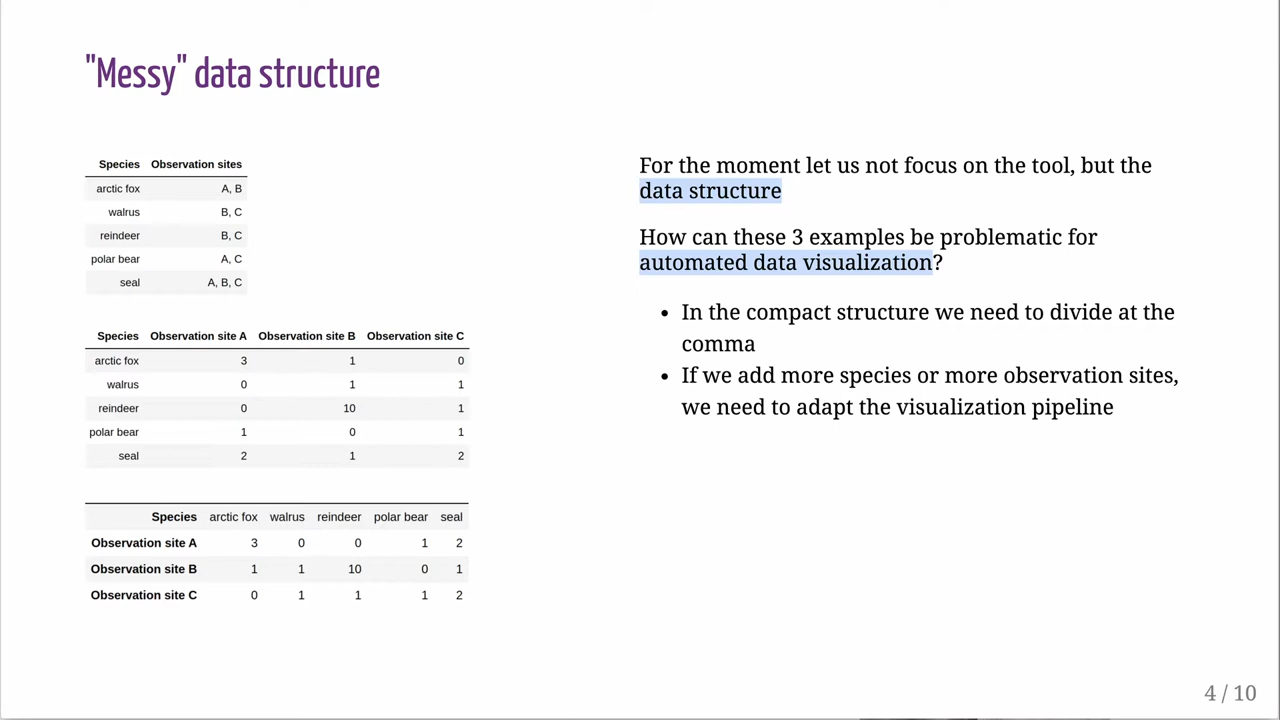 "Messy" data structure
Species Observation sites
arctic fox A, B
walrus B, C
reindeer B, C
polar bear A, C
seal A, B, C
Species Observation site A Observation site B Observation site C
arctic fox 3 1 0
walrus 0 1 1
reindeer 0 10 1
polar bear 1 0 1
seal 2 1 2
Species arctic fox walrus reindeer polar bear seal
Observation site A 3 0 0 1 2
Observation site B 1 1 10 0 1
Observation site C 0 1 1 1 2
For the moment let us not focus on the tool, but the
data structure
How can these 3 examples be problematic for
automated data visualization?
• In the compact structure we need to divide at the
comma
• If we add more species or more observation sites,
we need to adapt the visualization pipeline
4 / 10